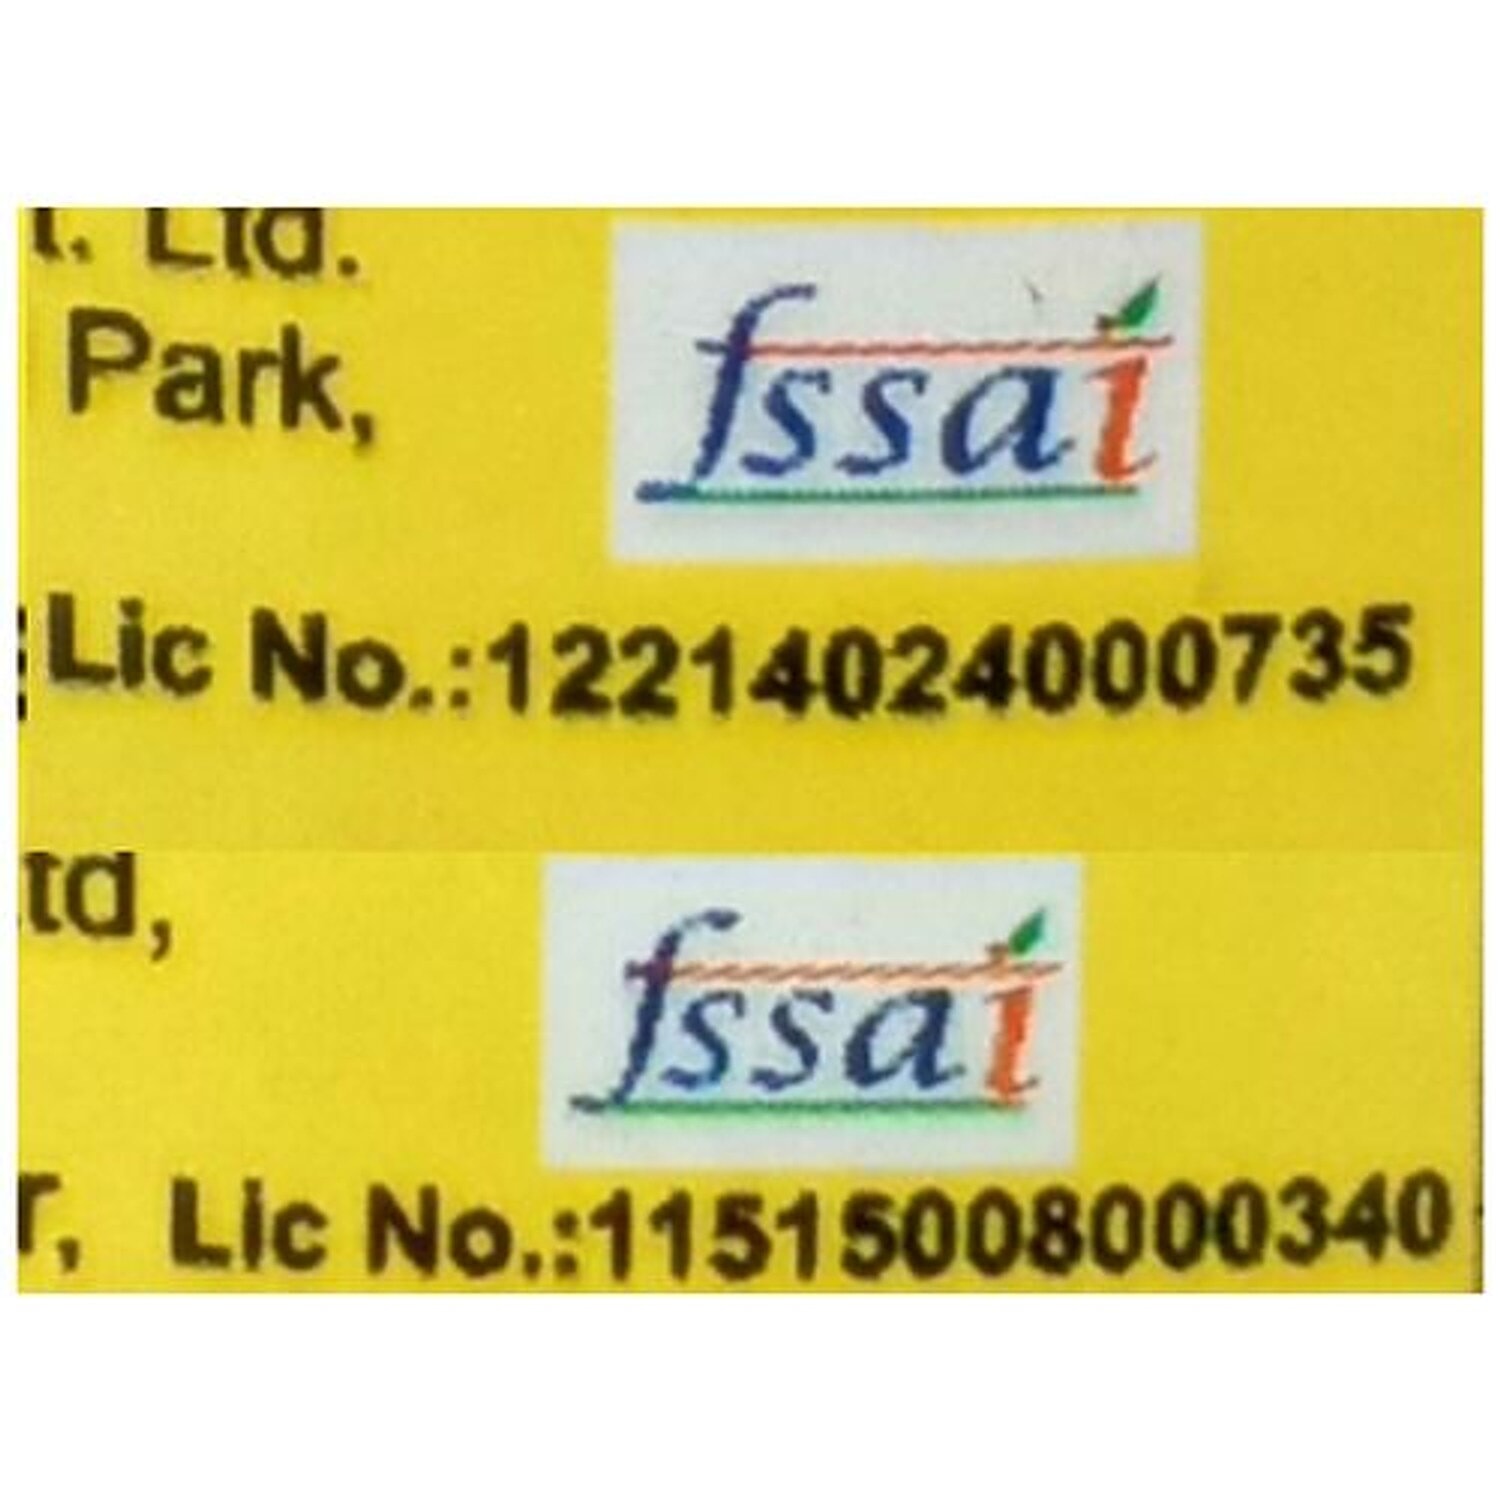 t. Ltd.
fssai
Park,
Lic No.:12214024000735
td,
fssai
T, Lic No.:11515008000340